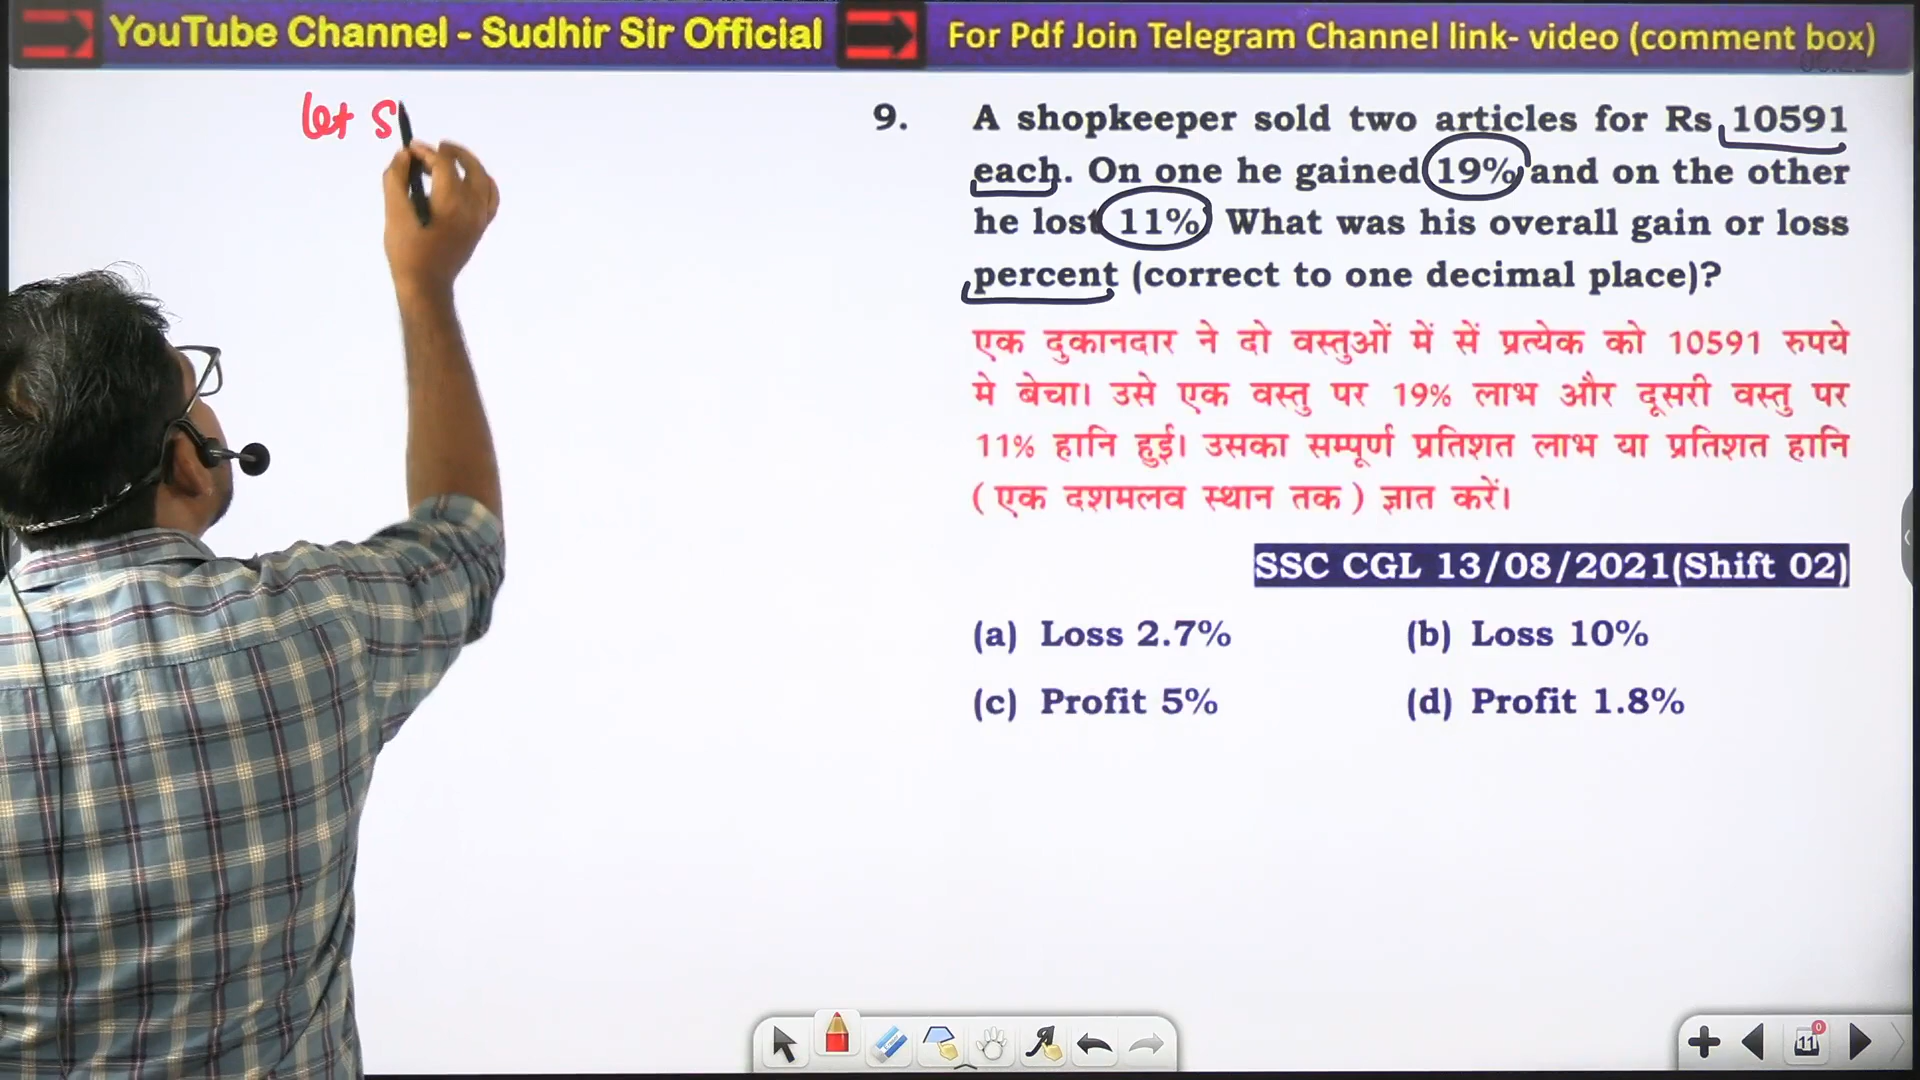 YouTube Channel - Sudhir Sir Official
For Pdf Join Telegram Channel link- video (comment box)
let S
9. A shopkeeper sold two articles for Rs 10591
each. On one he gained 19% and on the other
he lost 11% What was his overall gain or loss
percent (correct to one decimal place)?
एक दुकानदार ने दो वस्तुओं में सें प्रत्येक को 10591 रुपये
मे बेचा। उसे एक वस्तु पर 19% लाभ और दूसरी वस्तु पर
11% हानि हुई। उसका सम्पूर्ण प्रतिशत लाभ या प्रतिशत हानि
( एक दशमलव स्थान तक ) ज्ञात करें।
SSC CGL 13/08/2021(Shift 02)
(a) Loss 2.7% (b) Loss 10%
(c) Profit 5% (d) Profit 1.8%
11
0